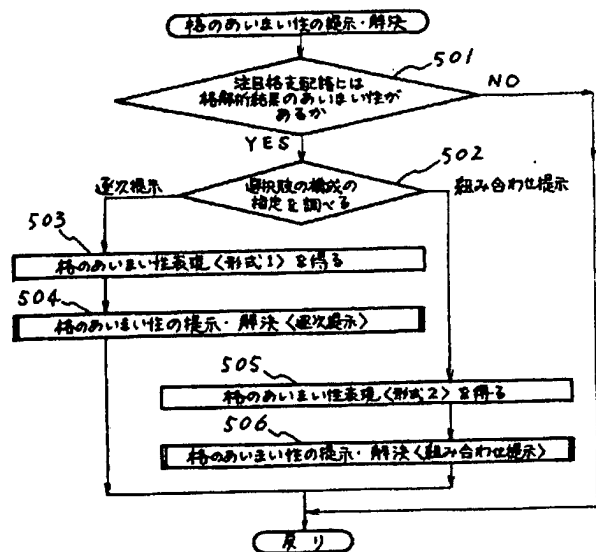 格のあいまい性の提示・解決
501
注目格支配語には
格解析結果のあいまい性が
あるか
NO
YES
502
逐次提示
選択肢の構成の
指定を調べる
組み合わせ提示
503
格のあいまい性表現〈形式1〉を得る
504
格のあいまい性の提示・解決〈逐次提示〉
505
格のあいまい性表現〈形式2〉を得る
506
格のあいまい性の提示・解決〈組み合わせ提示〉
戻り